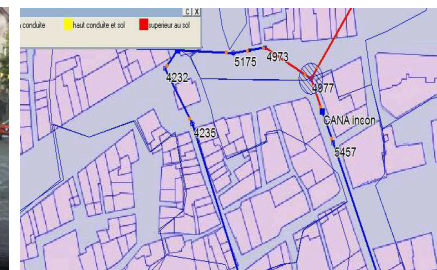 conduite
haut conduite et sol
superieur au sol
5175
4973
4232
4977
4235
CANA incon
5457